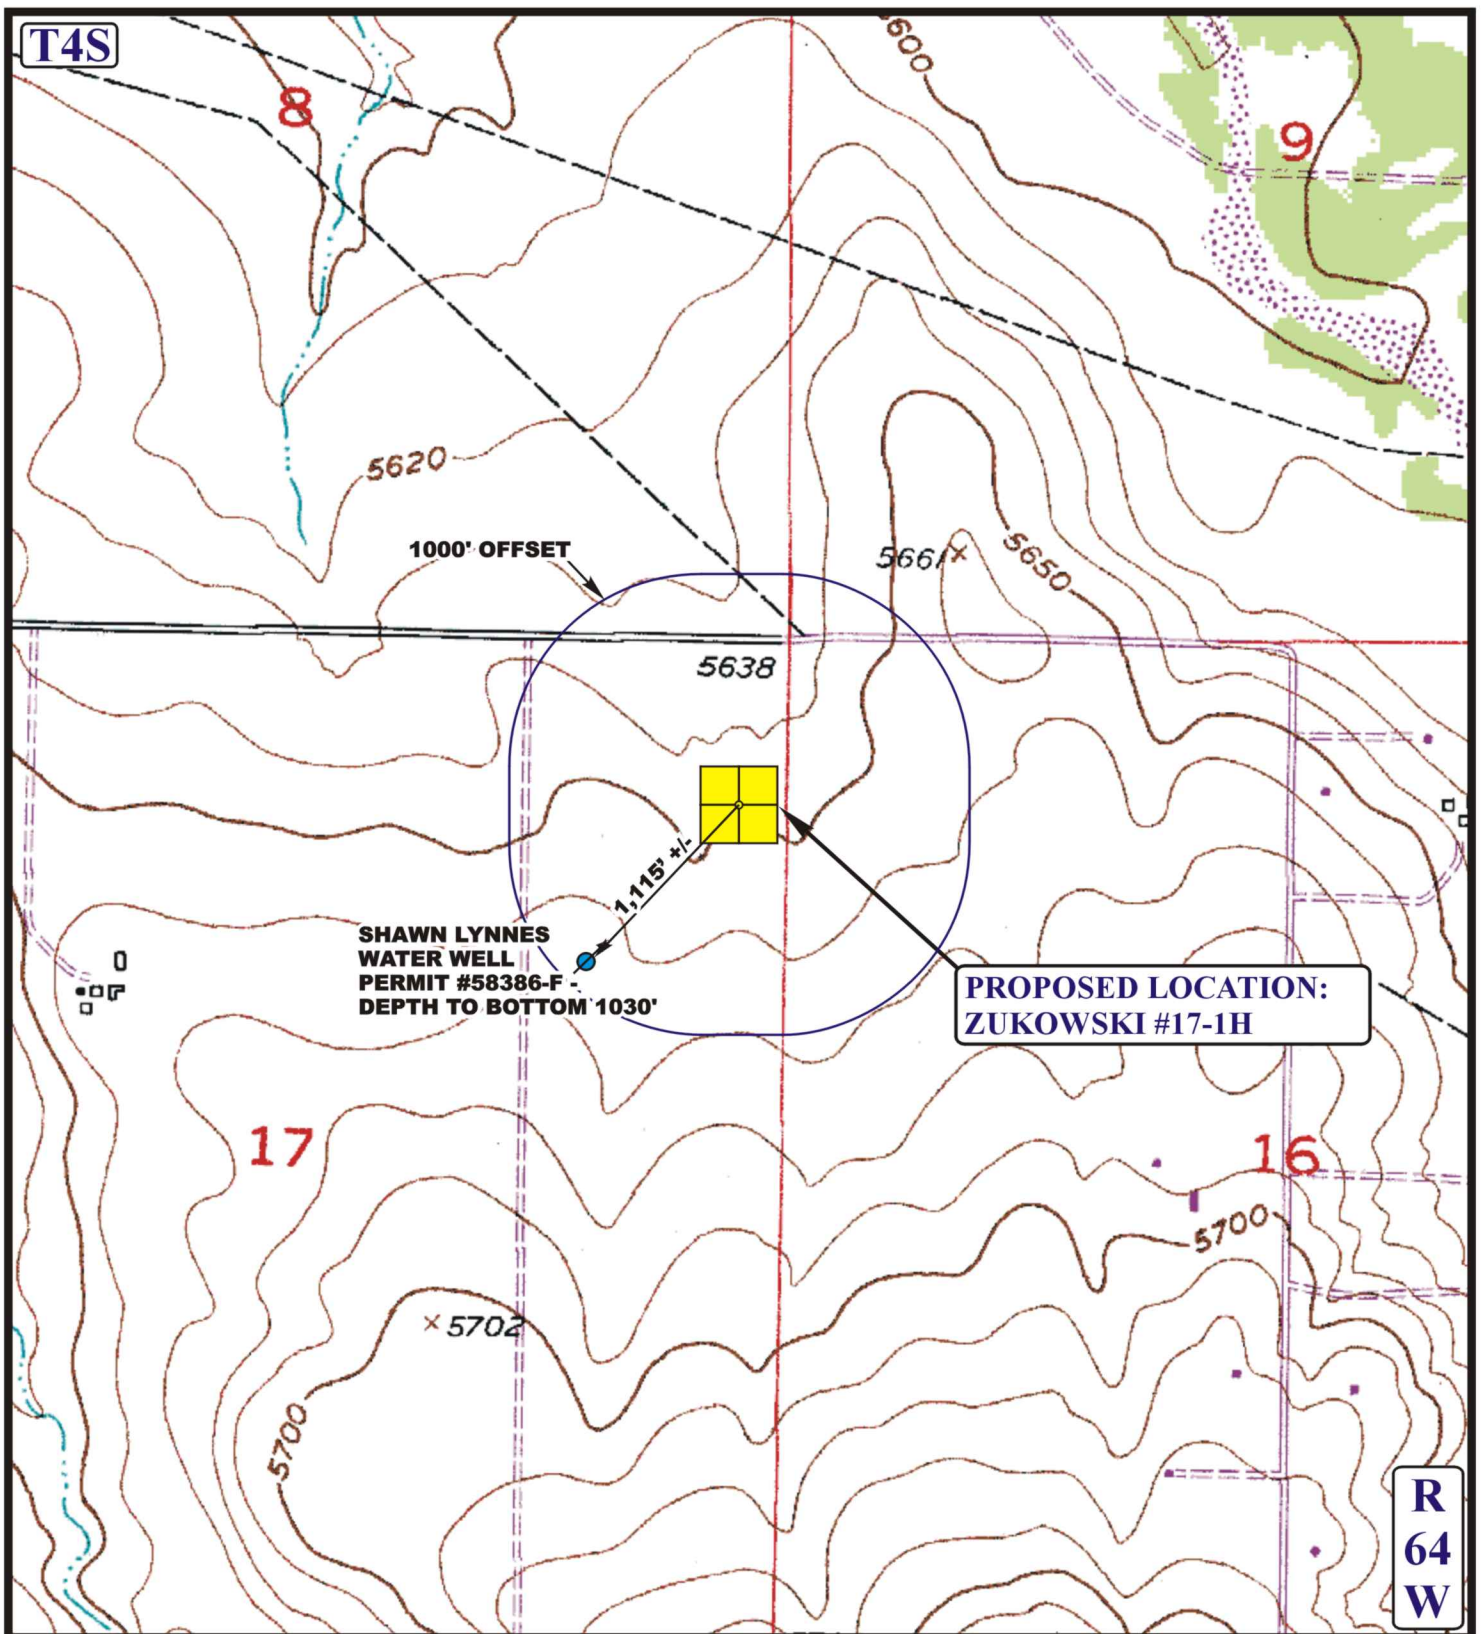 T4S
8
9
5600
5620
1000' OFFSET
5661
5650
5638
1,115' +/-
SHAWN LYNNES
WATER WELL
PERMIT #58386-F -
DEPTH TO BOTTOM 1030'
PROPOSED LOCATION:
ZUKOWSKI #17-1H
17
16
5700
5702
5700
R
64
W